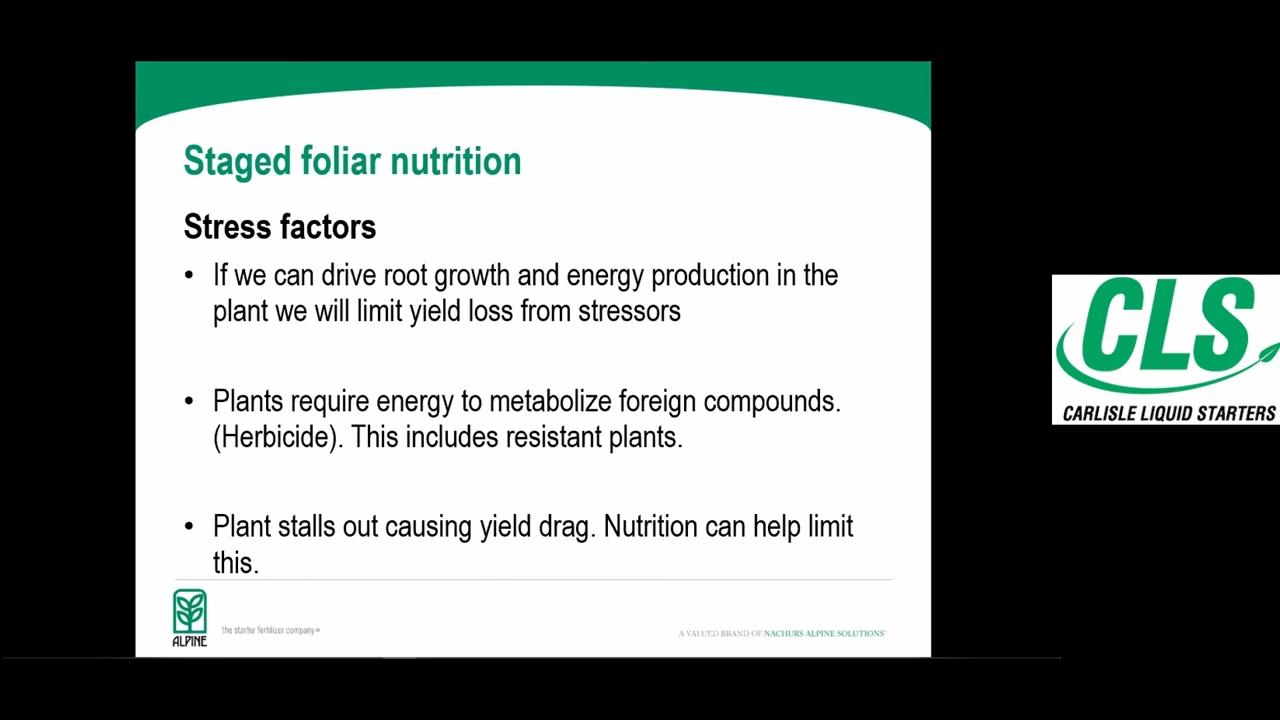 Staged foliar nutrition
Stress factors
• If we can drive root growth and energy production in the
plant we will limit yield loss from stressors
• Plants require energy to metabolize foreign compounds.
(Herbicide). This includes resistant plants.
• Plant stalls out causing yield drag. Nutrition can help limit
this.
ALPINE
the starter fertilizer company
A VALUED BRAND OF NACHURS ALPINE SOLUTIONS
CLS
CARLISLE LIQUID STARTERS